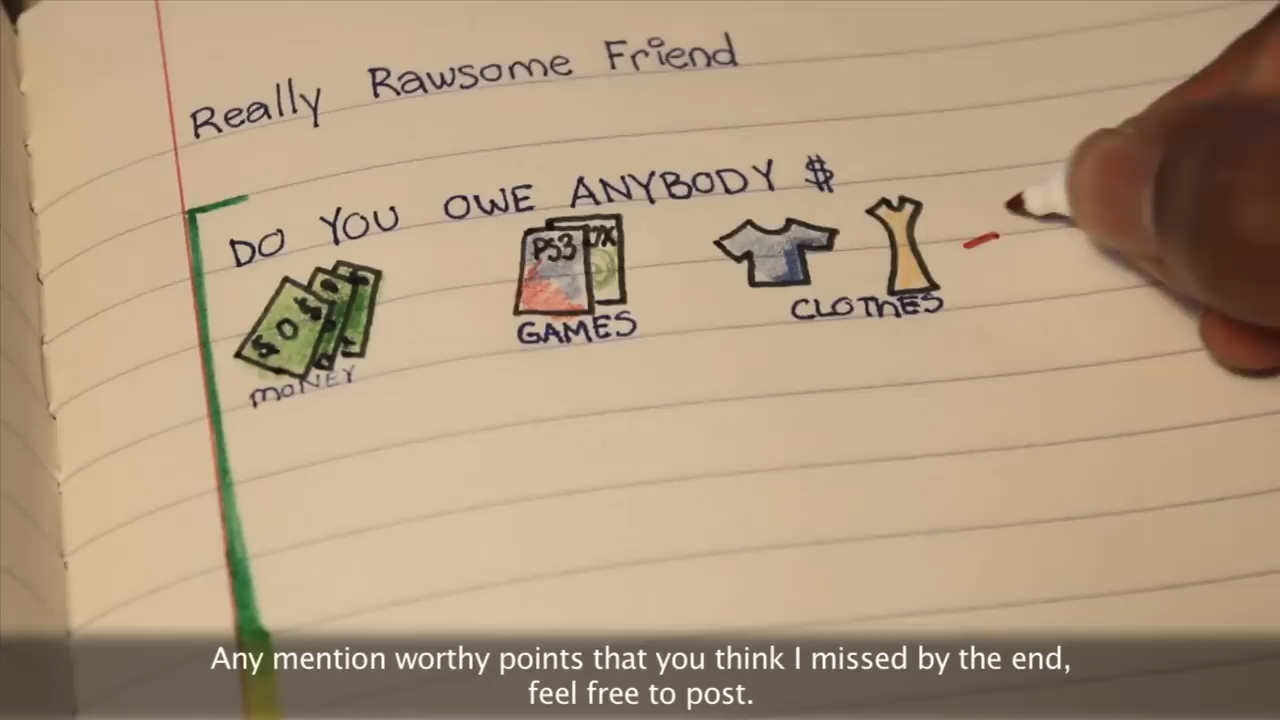 Really Rawsome Friend
DO YOU OWE ANYBODY $
$ 0 $
PS3
GAMES
CLOThES
moNEY
Any mention worthy points that you think I missed by the end,
feel free to post.